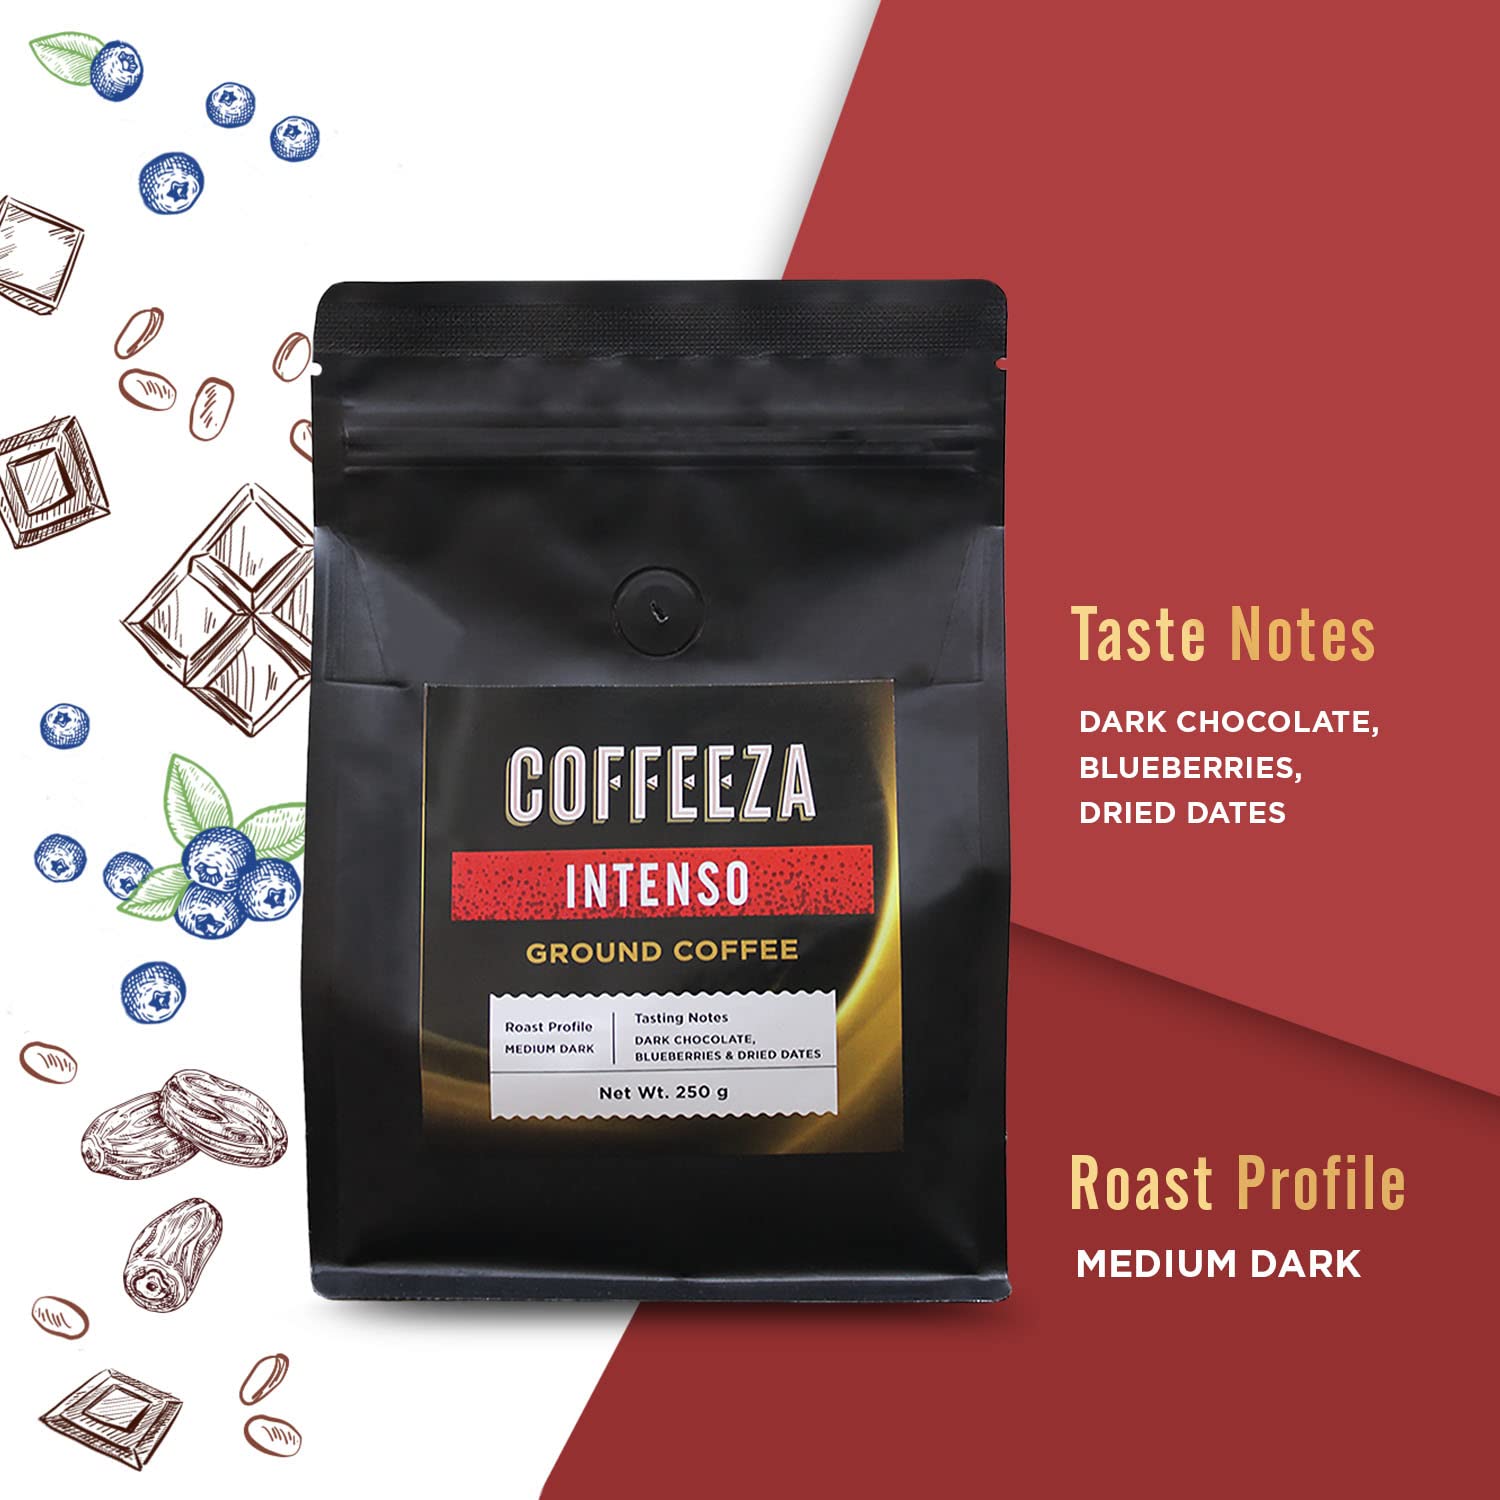 COFFEEZA
INTENSO
GROUND COFFEE
Roast Profile
MEDIUM DARK
Tasting Notes
DARK CHOCOLATE,
BLUEBERRIES & DRIED DATES
Net Wt. 250 g
Taste Notes
DARK CHOCOLATE,
BLUEBERRIES,
DRIED DATES
Roast Profile
MEDIUM DARK